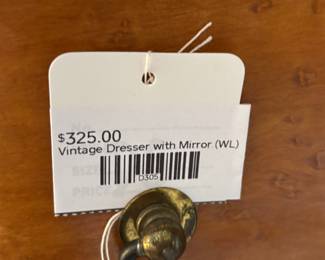 $325.00
Vintage Dresser with Mirror (WL)
D305